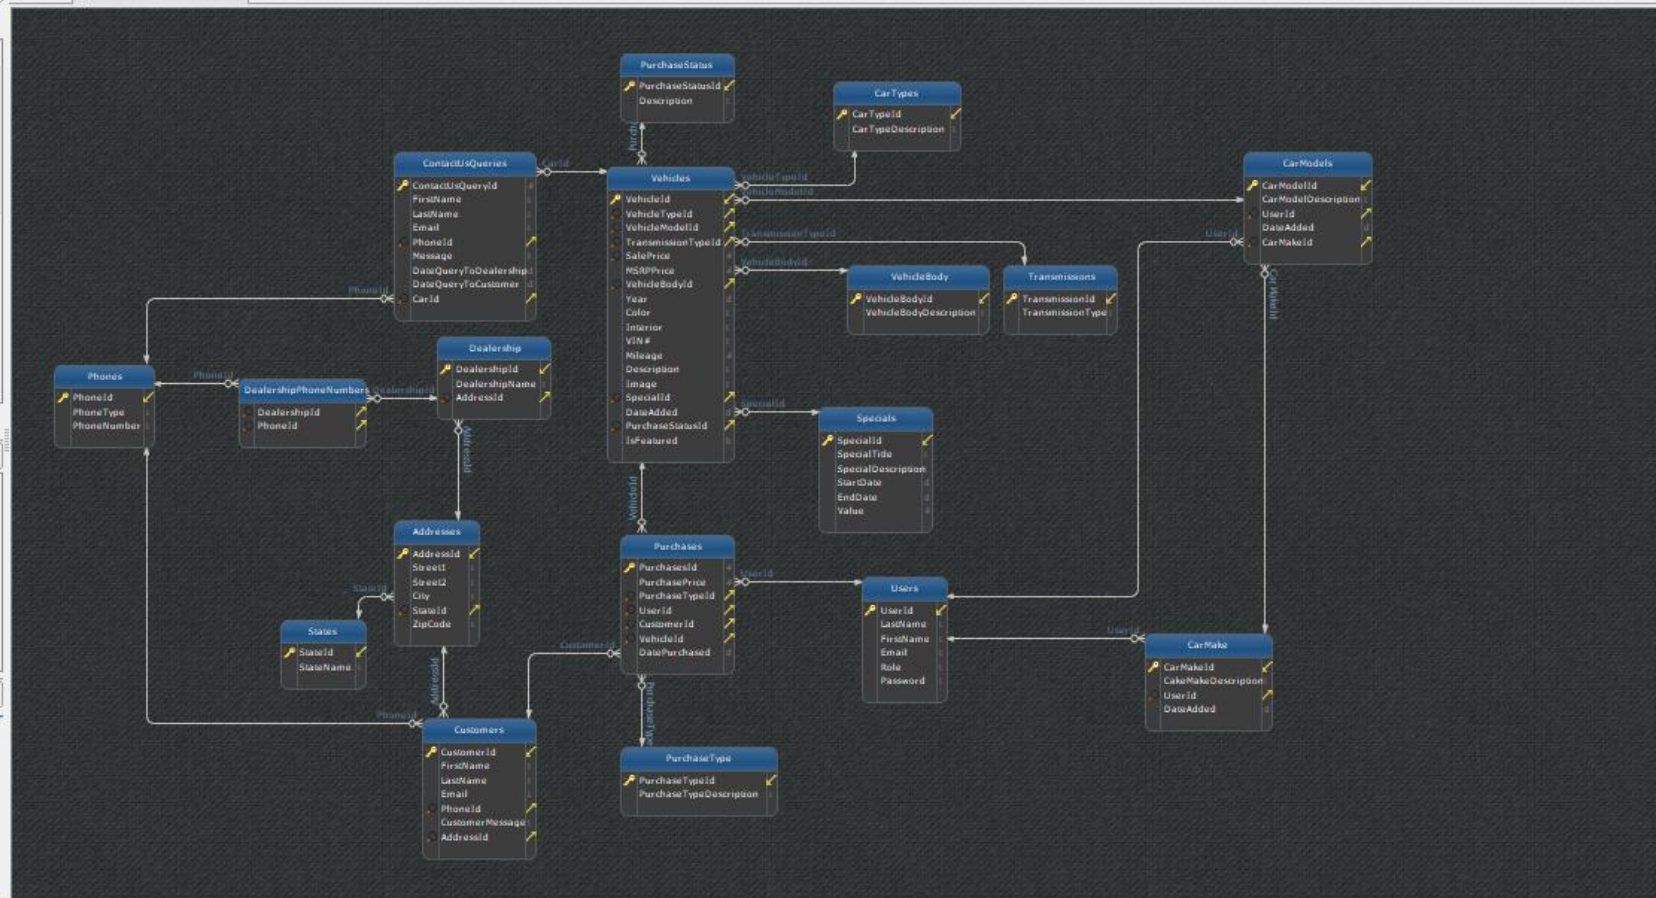 PurchaseStatus
PurchaseStatusId
Description
CarTypes
CarTypeId
CarTypeDescription
ContactUsQueries
ContactUsQueryId
FirstName
LastName
Email
PhoneId
Message
DateQueryToDealership
DateQueryToCustomer
CarId
CarId
PhoneId
Purch
Vehicles
VehicleId
VehicleTypeId
VehicleModelId
TransmissionTypeId
SalePrice
MSRPPrice
VehicleBodyId
Year
Color
Interior
VIN#
Mileage
Description
Image
SpecialId
DateAdded
PurchaseStatusId
IsFeatured
VehicleTypeId
VehicleModelId
TransmissionTypeId
VehicleBodyId
SpecialId
CarModels
CarModelId
CarModelDescription
UserId
DateAdded
CarMakeId
UserId
CarMakeId
VehicleBody
VehicleBodyId
VehicleBodyDescription
Transmissions
TransmissionId
TransmissionType
Dealership
DealershipId
DealershipName
AddressId
Phones
PhoneId
PhoneType
PhoneNumber
PhoneId
DealershipPhoneNumbers
DealershipId
PhoneId
DealershipId
AddressId
Specials
SpecialId
SpecialTitle
SpecialDescription
StartDate
EndDate
Value
VehicleId
Addresses
AddressId
Street1
Street2
City
StateId
ZipCode
StateId
States
StateId
StateName
Purchases
PurchasesId
PurchasePrice
PurchaseTypeId
UserId
CustomerId
VehicleId
DatePurchased
UserId
CustomerId
Users
UserId
LastName
FirstName
Email
Role
Password
UserId
CarMake
CarMakeId
CakeMakeDescription
UserId
DateAdded
PhoneId
Customers
CustomerId
FirstName
LastName
Email
PhoneId
CustomerMessage
AddressId
PurchaseType
PurchaseType
PurchaseTypeId
PurchaseTypeDescription